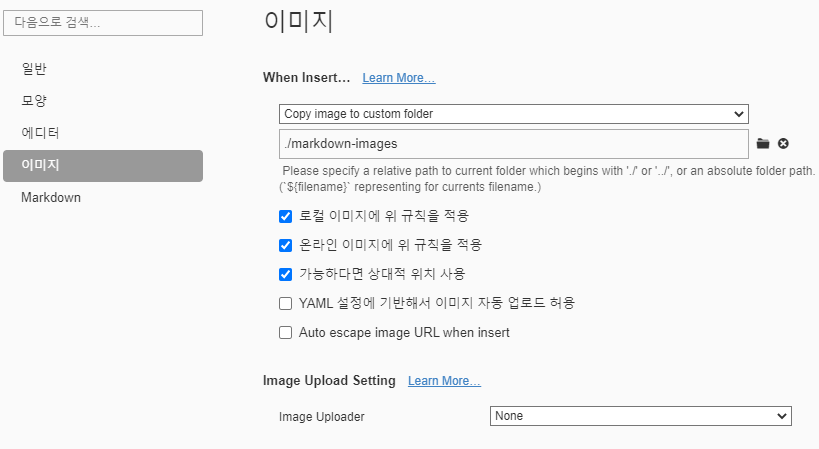 다음으로 검색...
이미지
일반
모양
에디터
이미지
Markdown
When Insert... Learn More...
Copy image to custom folder
./markdown-images
Please specify a relative path to current folder which begins with './' or '../', or an absolute folder path.
(`${filename}` representing for currents filename.)
로컬 이미지에 위 규칙을 적용
온라인 이미지에 위 규칙을 적용
가능하다면 상대적 위치 사용
YAML 설정에 기반해서 이미지 자동 업로드 허용
Auto escape image URL when insert
Image Upload Setting Learn More...
Image Uploader None